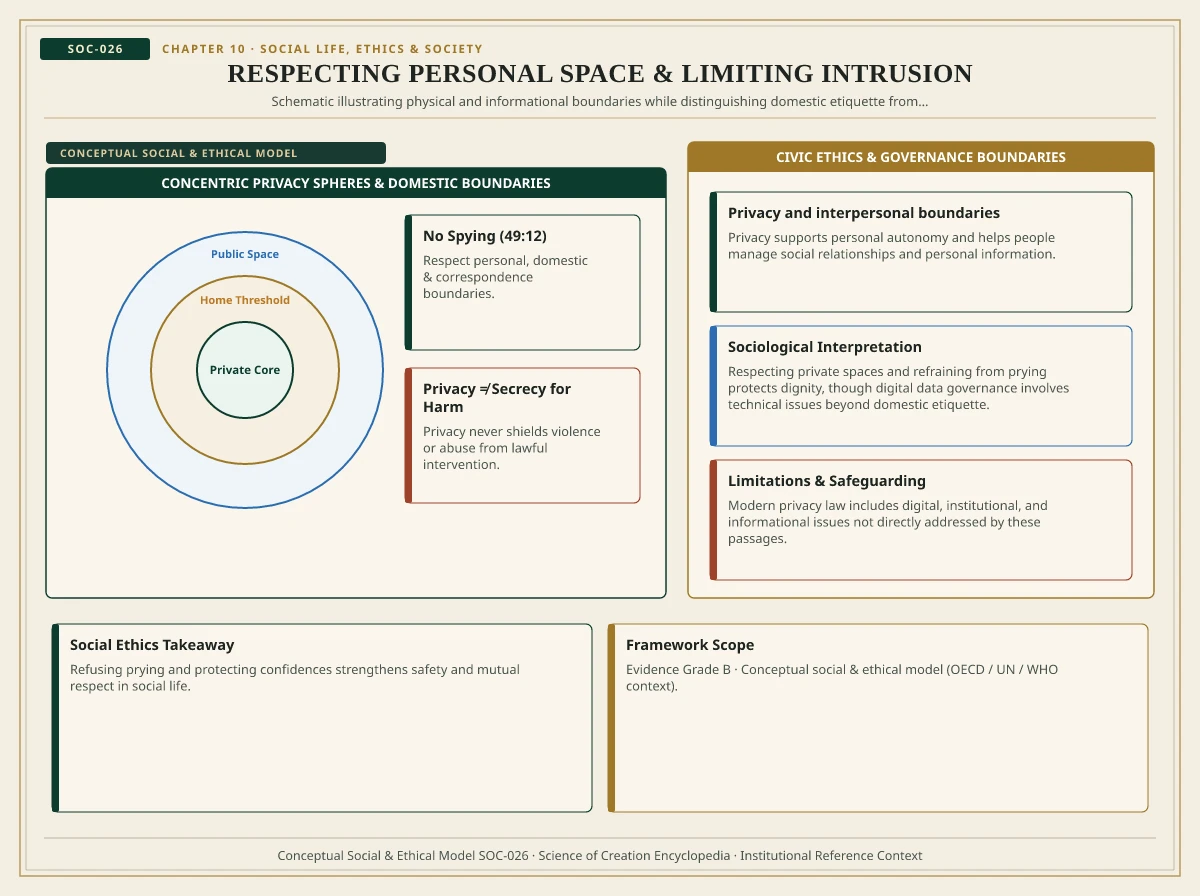 SOC-026
CHAPTER 10 · SOCIAL LIFE, ETHICS & SOCIETY
RESPECTING PERSONAL SPACE & LIMITING INTRUSION
Schematic illustrating physical and informational boundaries while distinguishing domestic etiquette from...
CONCEPTUAL SOCIAL & ETHICAL MODEL
CONCENTRIC PRIVACY SPHERES & DOMESTIC BOUNDARIES
Public Space
Home Threshold
Private Core
No Spying (49:12)
Respect personal, domestic
& correspondence
boundaries.
Privacy ≠ Secrecy for
Harm
Privacy never shields violence
or abuse from lawful
intervention.
CIVIC ETHICS & GOVERNANCE BOUNDARIES
Privacy and interpersonal boundaries
Privacy supports personal autonomy and helps people
manage social relationships and personal information.
Sociological Interpretation
Respecting private spaces and refraining from prying
protects dignity, though digital data governance involves
technical issues beyond domestic etiquette.
Limitations & Safeguarding
Modern privacy law includes digital, institutional, and
informational issues not directly addressed by these
passages.
Social Ethics Takeaway
Refusing prying and protecting confidences strengthens safety and mutual
respect in social life.
Framework Scope
Evidence Grade B · Conceptual social & ethical model (OECD / UN / WHO
context).
Conceptual Social & Ethical Model SOC-026 · Science of Creation Encyclopedia · Institutional Reference Context